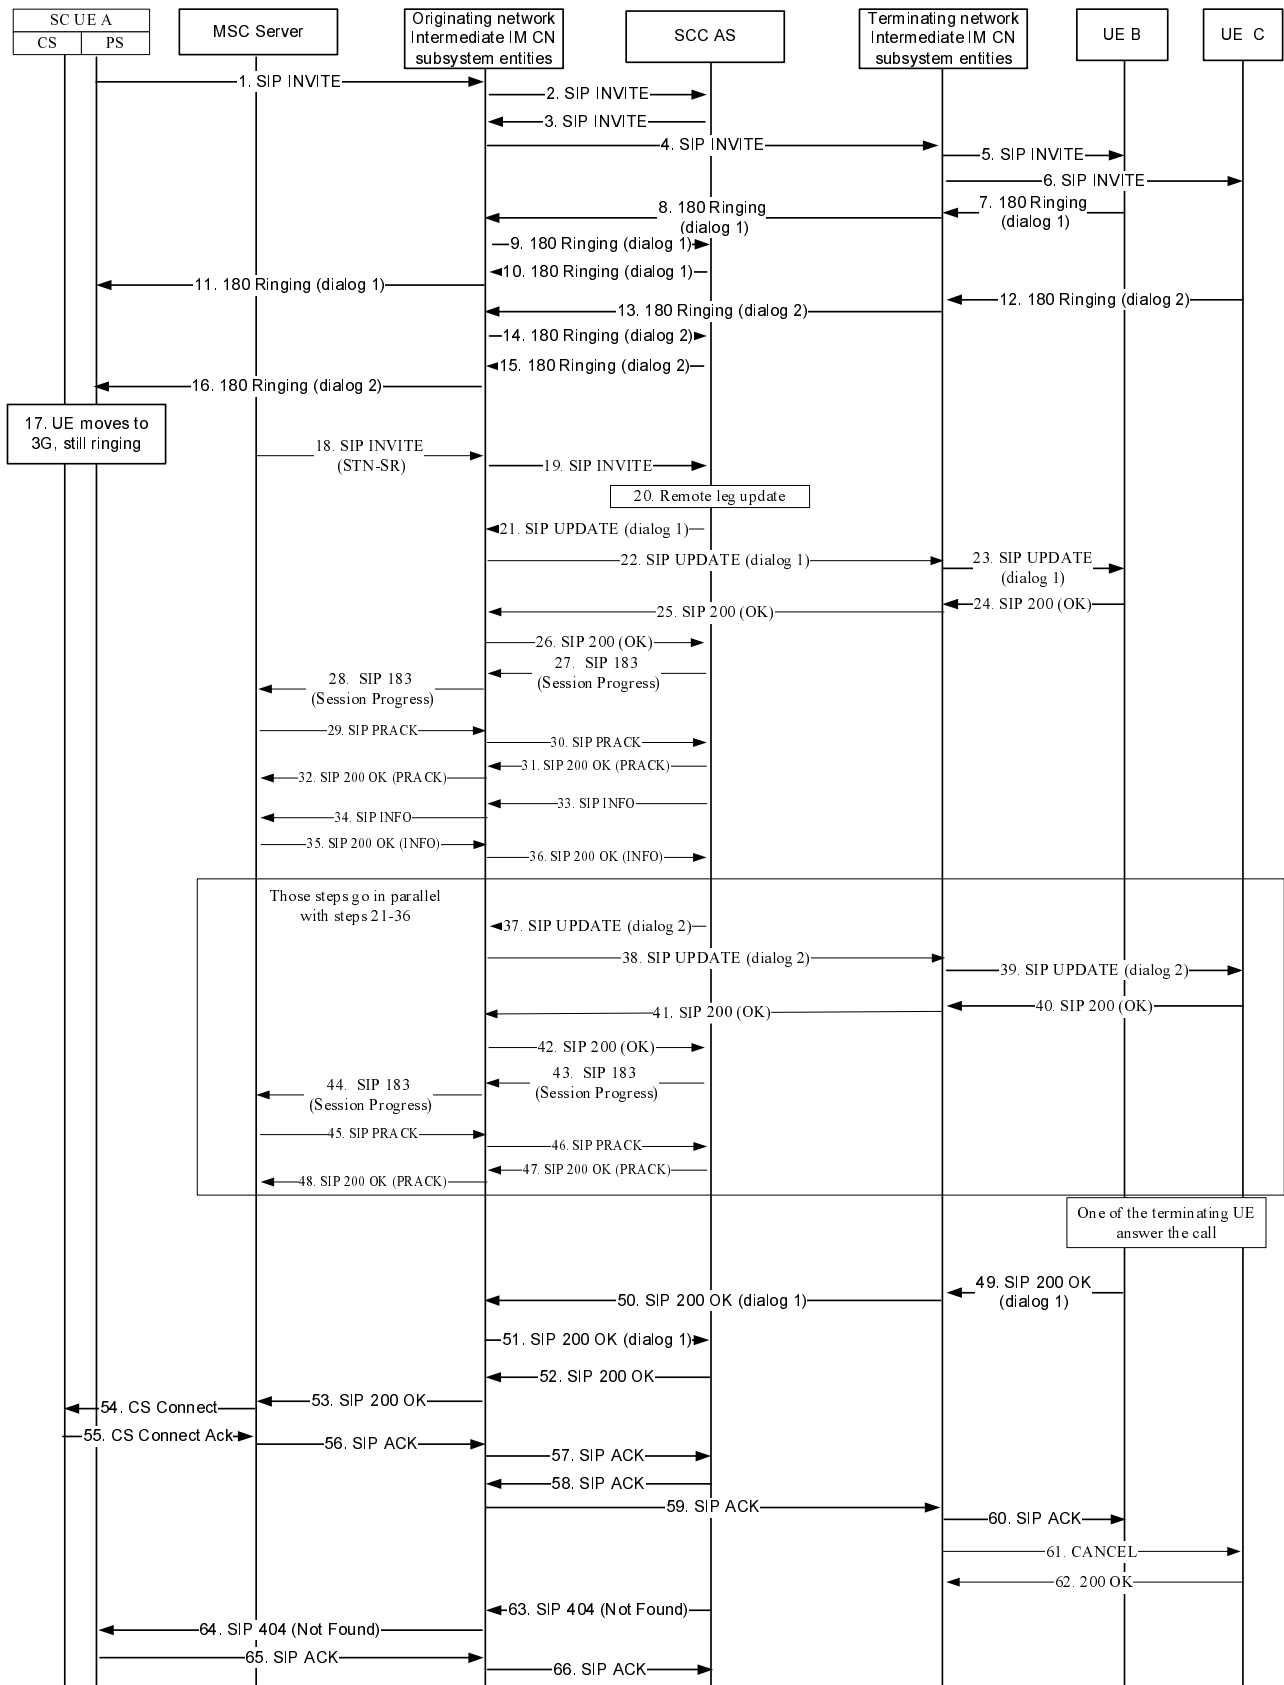 SC UE A
CS
PS
MSC Server
Originating network
Intermediate IM CN
subsystem entities
SCC AS
Terminating network
Intermediate IM CN
subsystem entities
UE B
UE C
1. SIP INVITE
2. SIP INVITE
3. SIP INVITE
4. SIP INVITE
5. SIP INVITE
6. SIP INVITE
7. 180 Ringing
(dialog 1)
8. 180 Ringing
(dialog 1)
9. 180 Ringing (dialog 1)
10. 180 Ringing (dialog 1)
11. 180 Ringing (dialog 1)
12. 180 Ringing (dialog 2)
13. 180 Ringing (dialog 2)
14. 180 Ringing (dialog 2)
15. 180 Ringing (dialog 2)
16. 180 Ringing (dialog 2)
17. UE moves to
3G, still ringing
18. SIP INVITE
(STN-SR)
19. SIP INVITE
20. Remote leg update
21. SIP UPDATE (dialog 1)
22. SIP UPDATE (dialog 1)
23. SIP UPDATE
(dialog 1)
24. SIP 200 (OK)
25. SIP 200 (OK)
26. SIP 200 (OK)
27. SIP 183
(Session Progress)
28. SIP 183
(Session Progress)
29. SIP PRACK
30. SIP PRACK
31. SIP 200 OK (PRACK)
32. SIP 200 OK (PRACK)
33. SIP INFO
34. SIP INFO
35. SIP 200 OK (INFO)
36. SIP 200 OK (INFO)
Those steps go in parallel
with steps 21-36
37. SIP UPDATE (dialog 2)
38. SIP UPDATE (dialog 2)
39. SIP UPDATE (dialog 2)
40. SIP 200 (OK)
41. SIP 200 (OK)
42. SIP 200 (OK)
43. SIP 183
(Session Progress)
44. SIP 183
(Session Progress)
45. SIP PRACK
46. SIP PRACK
47. SIP 200 OK (PRACK)
48. SIP 200 OK (PRACK)
One of the terminating UE
answer the call
49. SIP 200 OK
(dialog 1)
50. SIP 200 OK (dialog 1)
51. SIP 200 OK (dialog 1)
52. SIP 200 OK
53. SIP 200 OK
54. CS Connect
55. CS Connect Ack
56. SIP ACK
57. SIP ACK
58. SIP ACK
59. SIP ACK
60. SIP ACK
61. CANCEL
62. 200 OK
63. SIP 404 (Not Found)
64. SIP 404 (Not Found)
65. SIP ACK
66. SIP ACK